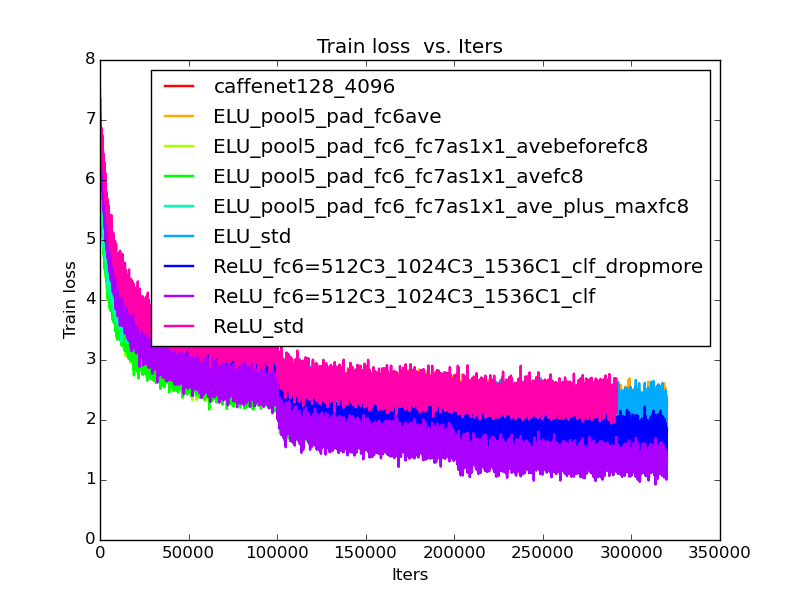 Train loss  vs. Iters
8
7
6
5
4
3
2
1
0
Train loss
caffenet128_4096
ELU_pool5_pad_fc6ave
ELU_pool5_pad_fc6_fc7as1x1_avebeforefc8
ELU_pool5_pad_fc6_fc7as1x1_avefc8
ELU_pool5_pad_fc6_fc7as1x1_ave_plus_maxfc8
ELU_std
ReLU_fc6=512C3_1024C3_1536C1_clf_dropmore
ReLU_fc6=512C3_1024C3_1536C1_clf
ReLU_std
0 50000 100000 150000 200000 250000 300000 350000
Iters